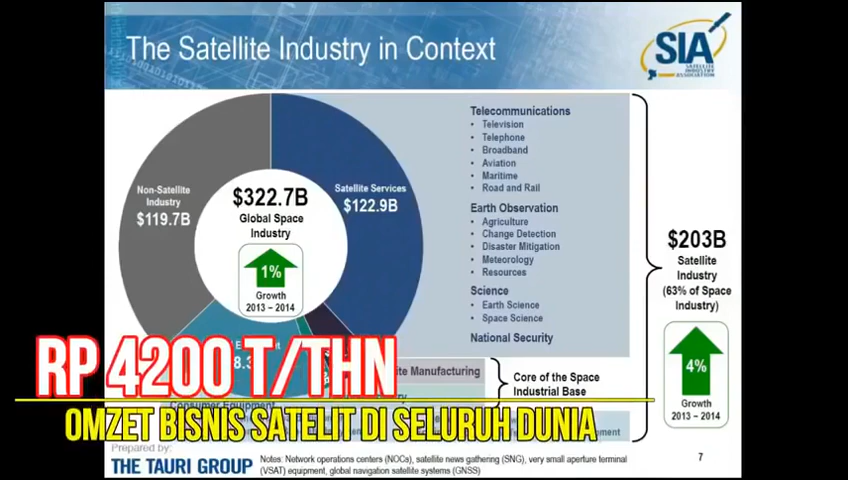 The Satellite Industry in Context
SIA
SATELLITE
INDUSTRY
ASSOCIATION
Non-Satellite
Industry
$119.7B
$322.7B
Global Space
Industry
1%
Growth
2013 – 2014
Satellite Services
$122.9B
Telecommunications
• Television
• Telephone
• Broadband
• Aviation
• Maritime
• Road and Rail
Earth Observation
• Agriculture
• Change Detection
• Disaster Mitigation
• Meteorology
• Resources
Science
• Earth Science
• Space Science
National Security
$203B
Satellite
Industry
(63% of Space
Industry)
4%
Growth
2013 – 2014
Manufacturing
Core of the Space
Industrial Base
Consumer Equipment
RP 4200 T/THN
OMZET BISNIS SATELIT DI SELURUH DUNIA
Prepared by:
THE TAURI GROUP
Notes: Network operations centers (NOCs), satellite news gathering (SNG), very small aperture terminal
(VSAT) equipment, global navigation satellite systems (GNSS)
7